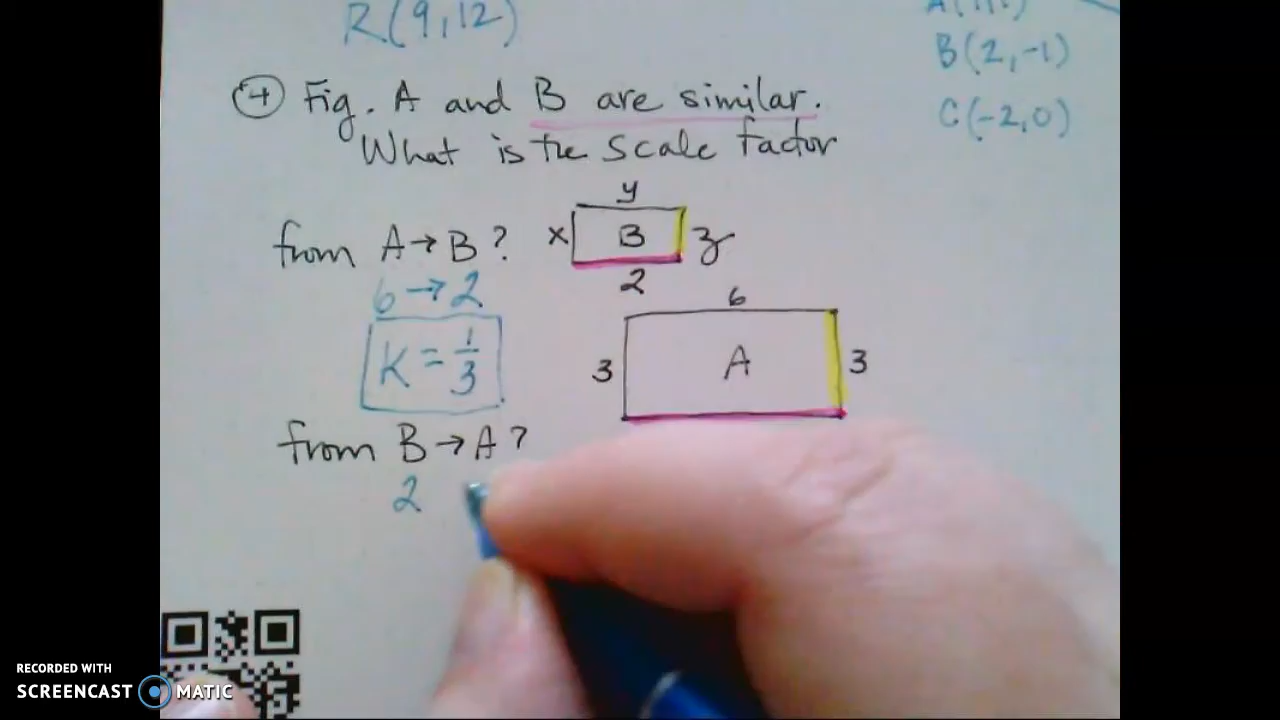 R(9,12)
B(2,-1)
C(-2,0)
④ Fig. A and B are similar.
What is the scale factor
from A→B?
6→2
K = 1/3
y
x
B
z
2
6
3
A
3
from B→A?
2
RECORDED WITH
SCREENCAST MATIC